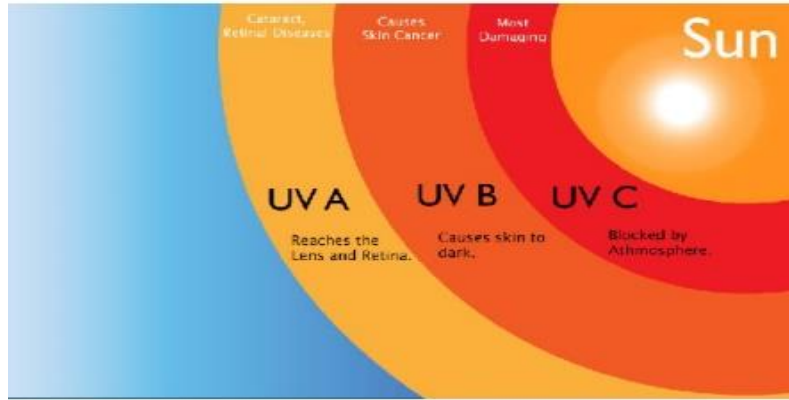 Cataract,
Retinal Diseases
Causes
Skin Cancer
Most
Damaging
Sun
UV A
UV B
UV C
Reaches the
Lens and Retina.
Causes skin to
dark.
Blocked by
Athmosphere.